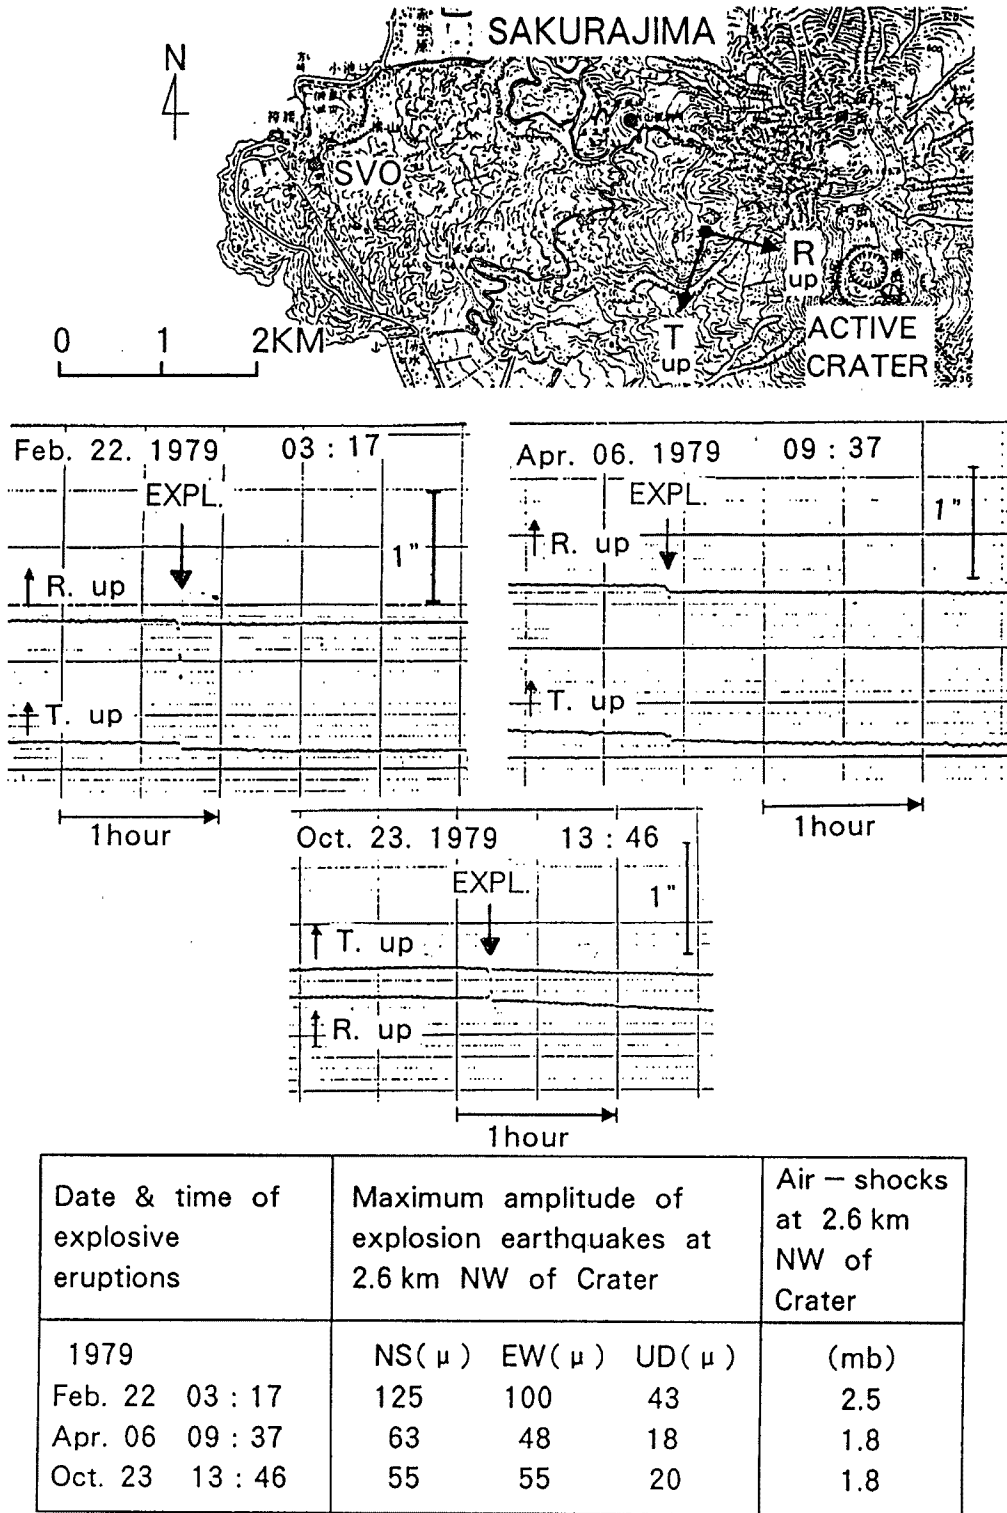 SAKURAJIMA
N
SVO
R
up
T
up
ACTIVE
CRATER
0 1 2KM
Feb. 22. 1979 03 : 17
EXPL.
1"
R. up
T. up
1hour
Apr. 06. 1979 09 : 37
EXPL.
1"
R. up
T. up
1hour
Oct. 23. 1979 13 : 46
EXPL.
1"
T. up
R. up
1hour
Date & time of
explosive
eruptions
Maximum amplitude of
explosion earthquakes at
2.6 km NW of Crater
Air – shocks
at 2.6 km
NW of
Crater
1979 NS( μ ) EW( μ ) UD( μ ) (mb)
Feb. 22 03 : 17 125 100 43 2.5
Apr. 06 09 : 37 63 48 18 1.8
Oct. 23 13 : 46 55 55 20 1.8